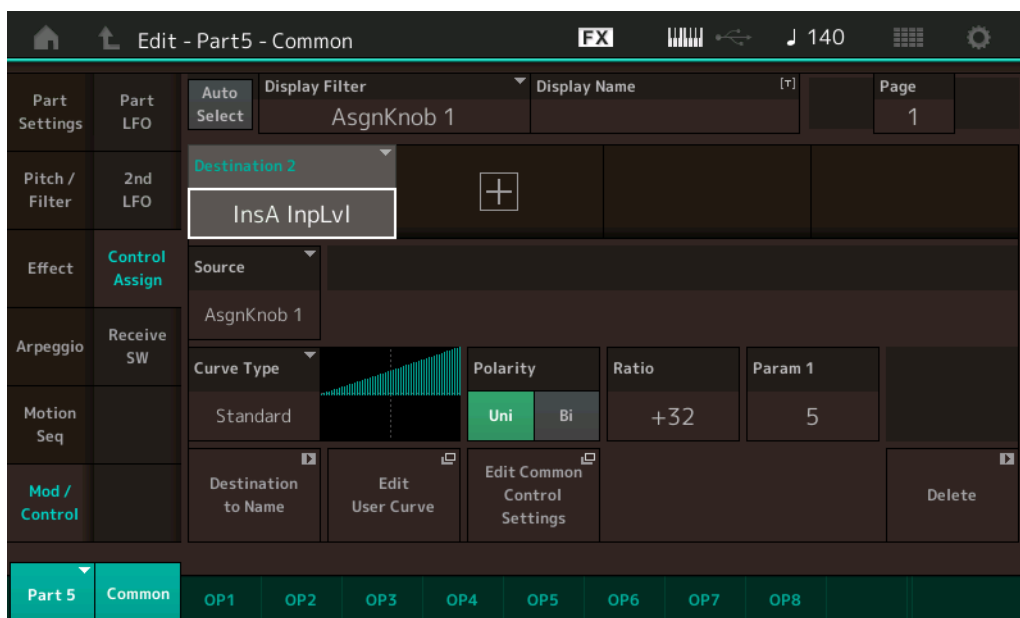 Edit - Part5 - Common
FX
140
Part
Settings
Part
LFO
Auto
Select
Display Filter
AsgnKnob 1
Display Name
[T]
Page
1
Pitch /
Filter
2nd
LFO
Destination 2
InsA InpLvl
Effect
Control
Assign
Source
AsgnKnob 1
Arpeggio
Receive
SW
Curve Type
Standard
Polarity
Uni
Bi
Ratio
+32
Param 1
5
Motion
Seq
Mod /
Control
Destination
to Name
Edit
User Curve
Edit Common
Control
Settings
Delete
Part 5
Common
OP1
OP2
OP3
OP4
OP5
OP6
OP7
OP8